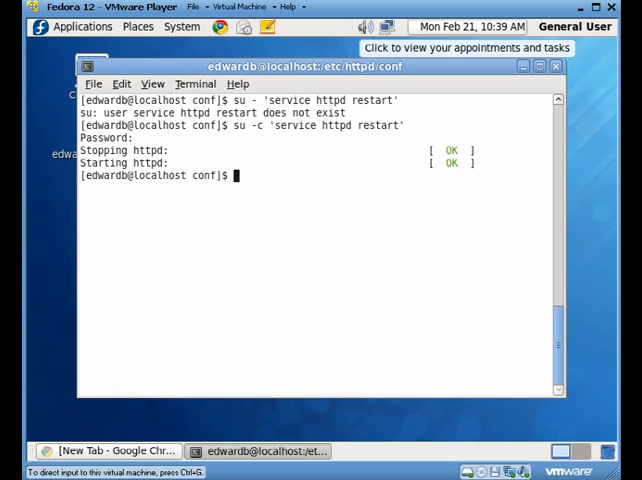 Fedora 12 - VMware Player File Virtual Machine Help
Applications Places System Mon Feb 21, 10:39 AM General User
Click to view your appointments and tasks
edwardb@localhost:/etc/httpd/conf
File Edit View Terminal Help
[edwardb@localhost conf]$ su - 'service httpd restart'
su: user service httpd restart does not exist
[edwardb@localhost conf]$ su -c 'service httpd restart'
Password:
Stopping httpd: [ OK ]
Starting httpd: [ OK ]
[edwardb@localhost conf]$
[New Tab - Google Chr... edwardb@localhost:/et...
To direct input to this virtual machine, press Ctrl+G. vmware